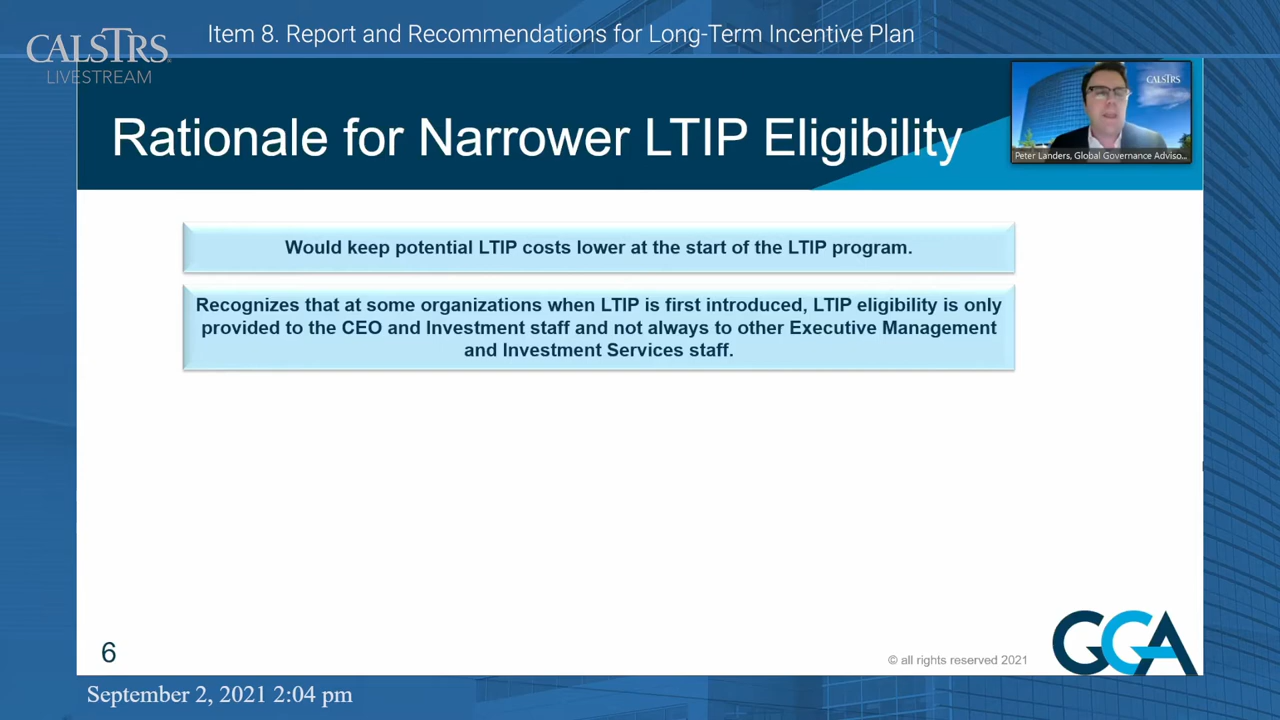 Item 8. Report and Recommendations for Long-Term Incentive Plan
CALSTRS
LIVESTREAM
CALSTRS
Peter Landers, Global Governance Adviso...
Rationale for Narrower LTIP Eligibility
Would keep potential LTIP costs lower at the start of the LTIP program.
Recognizes that at some organizations when LTIP is first introduced, LTIP eligibility is only
provided to the CEO and Investment staff and not always to other Executive Management
and Investment Services staff.
6
© all rights reserved 2021
GGA
September 2, 2021 2:04 pm